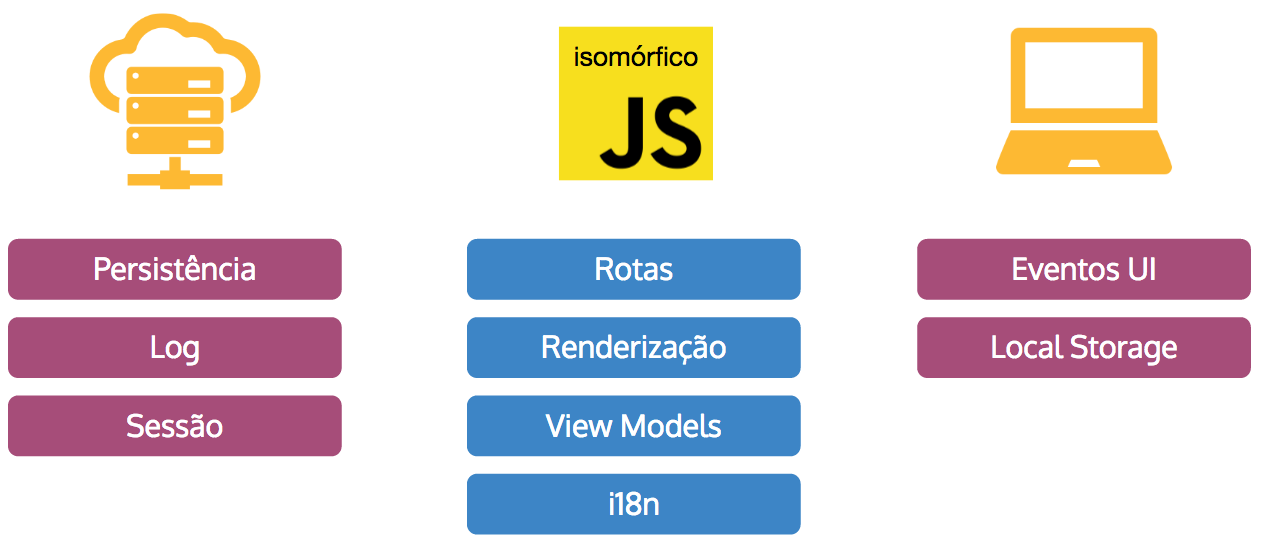 isomórfico
JS
Persistência
Log
Sessão
Rotas
Renderização
View Models
i18n
Eventos UI
Local Storage